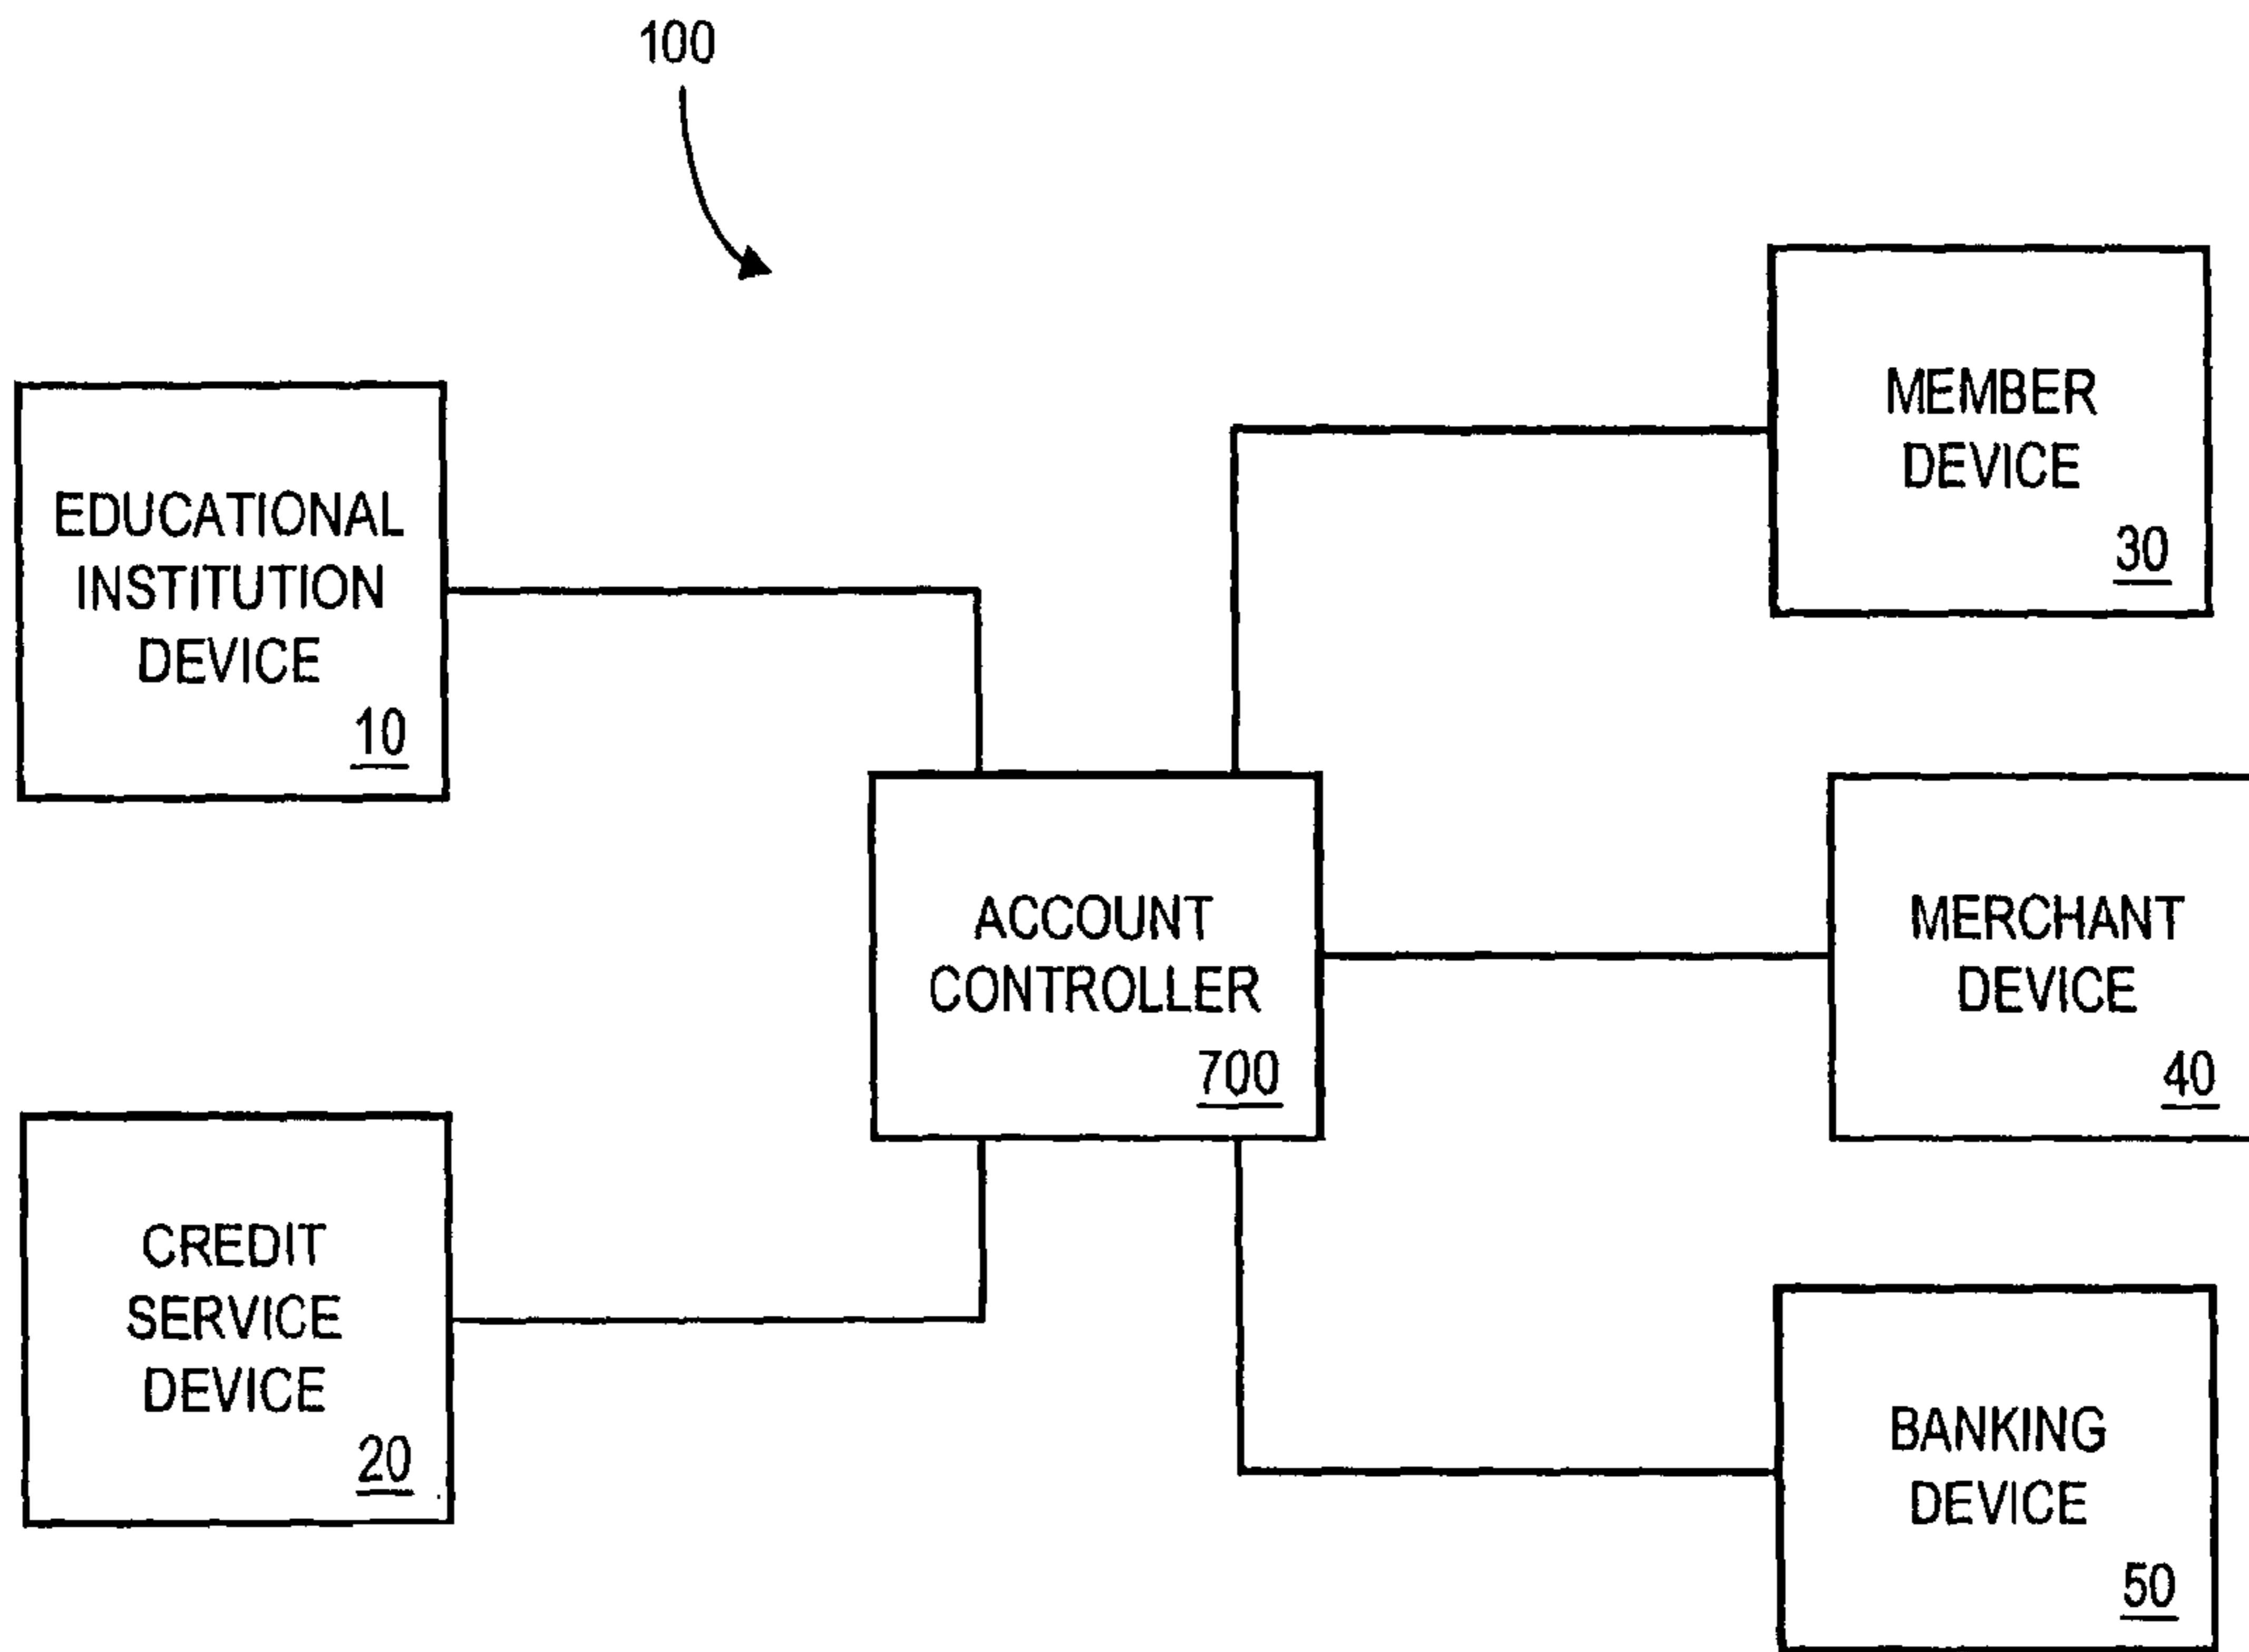 100
EDUCATIONAL
INSTITUTION
DEVICE
10
CREDIT
SERVICE
DEVICE
20
ACCOUNT
CONTROLLER
700
MEMBER
DEVICE
30
MERCHANT
DEVICE
40
BANKING
DEVICE
50